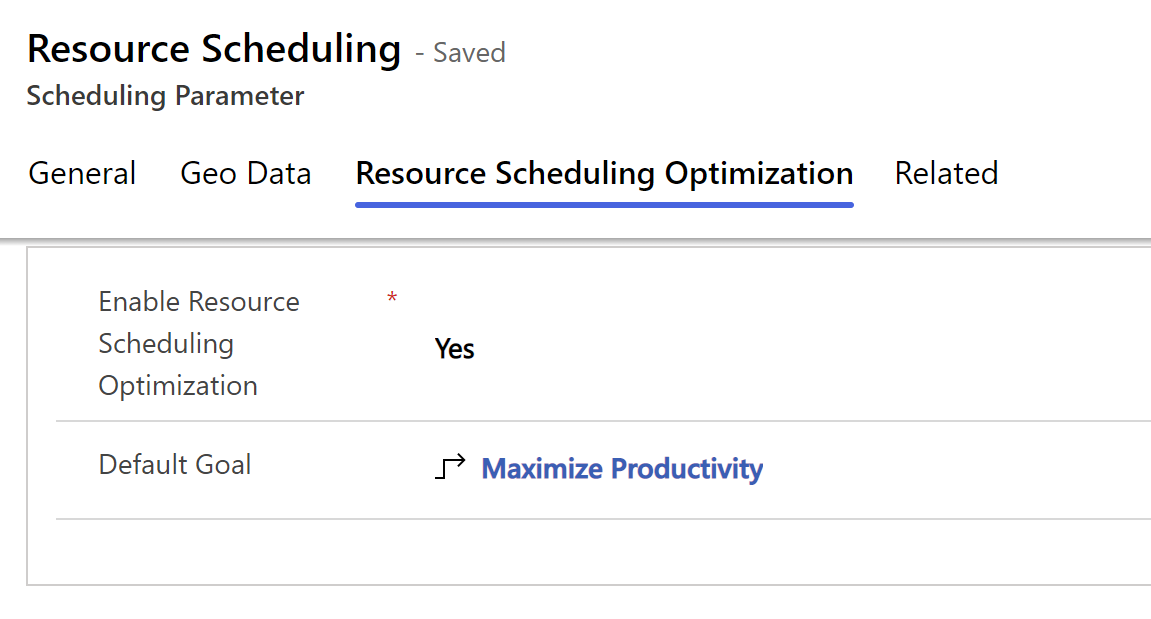 Resource Scheduling - Saved
Scheduling Parameter
General Geo Data Resource Scheduling Optimization Related
Enable Resource *
Scheduling
Yes
Optimization
Default Goal Maximize Productivity